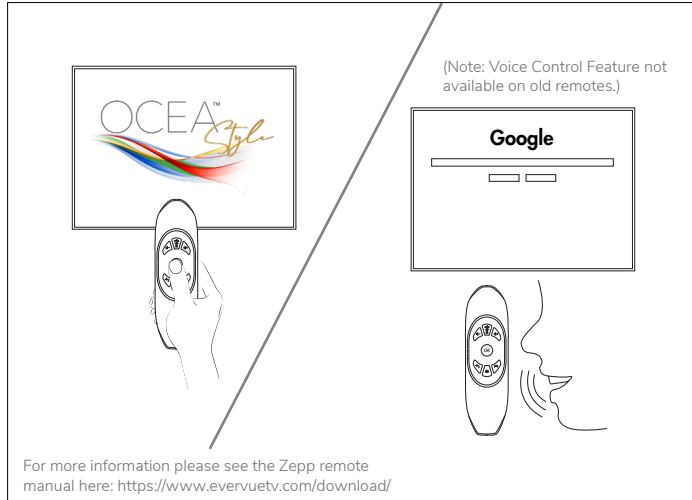 OCEA™
Style
(Note: Voice Control Feature not
available on old remotes.)
Google
OK
For more information please see the Zepp remote
manual here: https://www.evervuetv.com/download/